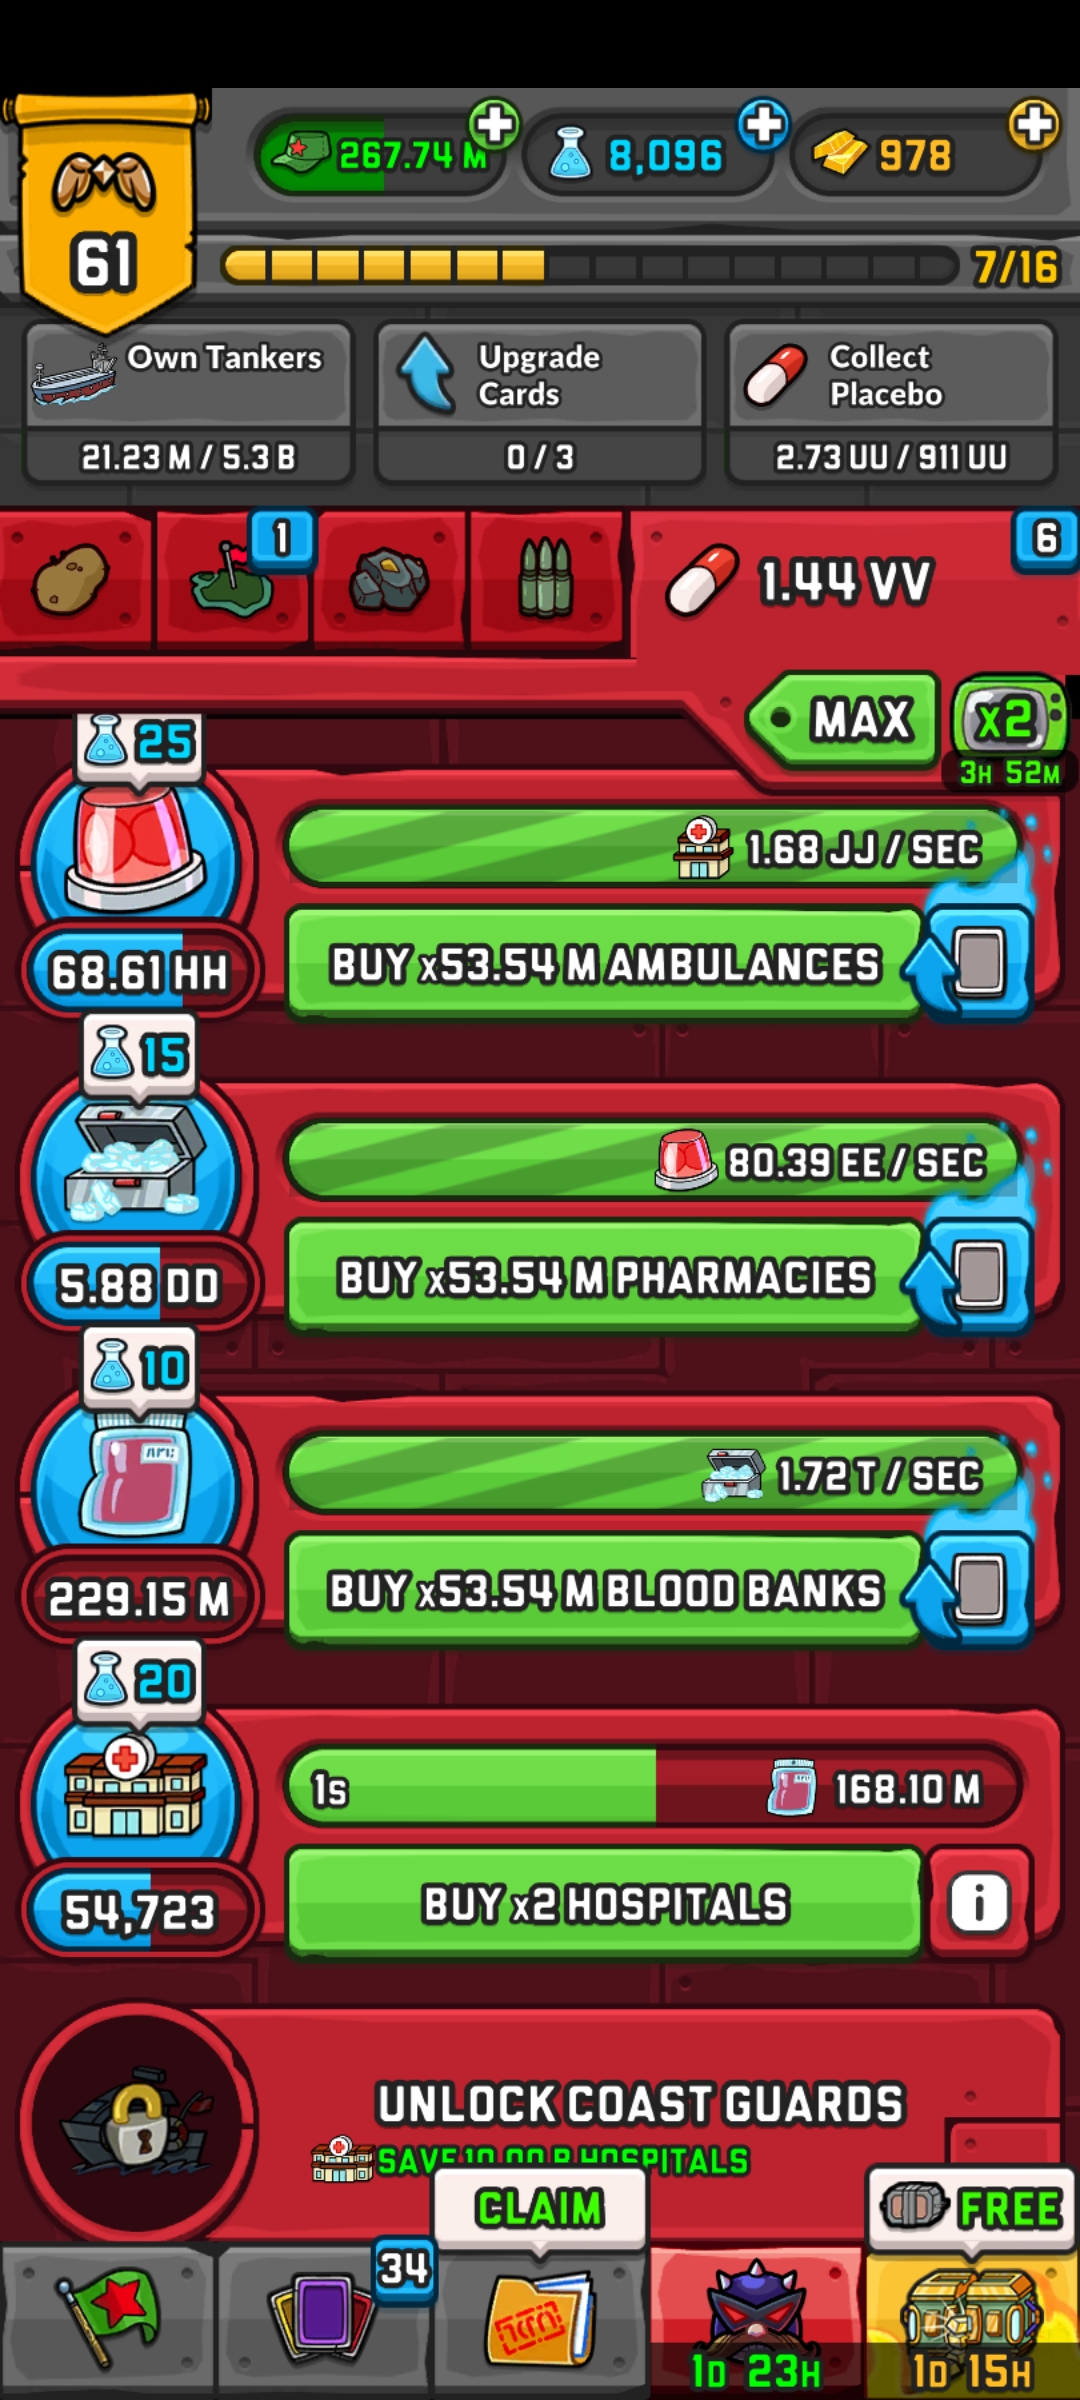 267.74 M
8,096
978
61
7/16
Own Tankers
21.23 M / 5.3 B
Upgrade
Cards
0 / 3
Collect
Placebo
2.73 UU / 911 UU
1
1.44 VV
6
MAX
x2
3H 52M
25
1.68 JJ / SEC
68.61 HH
BUY x53.54 M AMBULANCES
15
80.39 EE / SEC
5.88 DD
BUY x53.54 M PHARMACIES
10
1.72 T / SEC
229.15 M
BUY x53.54 M BLOOD BANKS
20
1s
168.10 M
54,723
BUY x2 HOSPITALS
i
UNLOCK COAST GUARDS
SAVE 10.00 B HOSPITALS
CLAIM
FREE
34
1D 23H
1D 15H